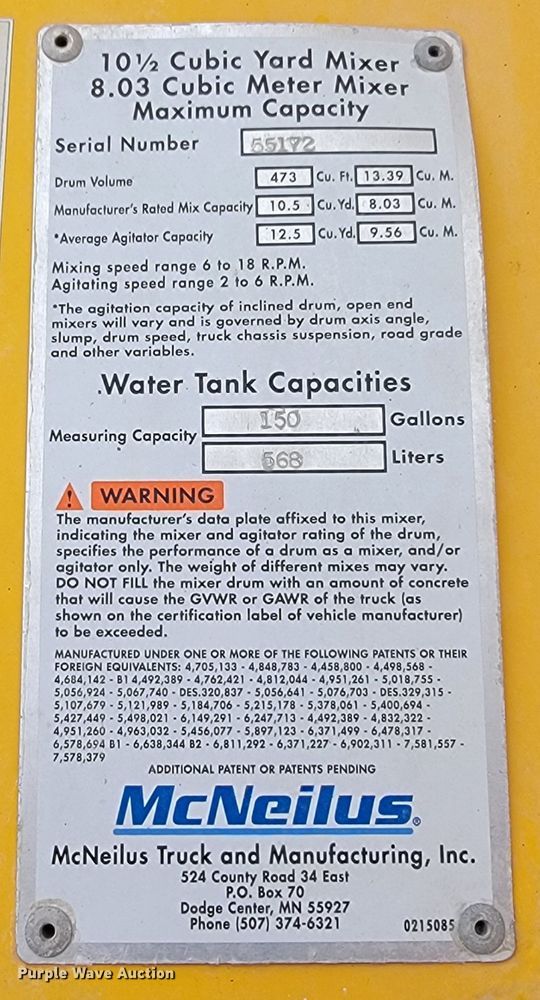 10½ Cubic Yard Mixer
8.03 Cubic Meter Mixer
Maximum Capacity
Serial Number 55172
Drum Volume 473 Cu. Ft. 13.39 Cu. M.
Manufacturer's Rated Mix Capacity 10.5 Cu. Yd. 8.03 Cu. M.
*Average Agitator Capacity 12.5 Cu. Yd. 9.56 Cu. M.
Mixing speed range 6 to 18 R.P.M.
Agitating speed range 2 to 6 R.P.M.
*The agitation capacity of inclined drum, open end
mixers will vary and is governed by drum axis angle,
slump, drum speed, truck chassis suspension, road grade
and other variables.
Water Tank Capacities
Measuring Capacity 150 Gallons
568 Liters
WARNING
The manufacturer's data plate affixed to this mixer,
indicating the mixer and agitator rating of the drum,
specifies the performance of a drum as a mixer, and/or
agitator only. The weight of different mixes may vary.
DO NOT FILL the mixer drum with an amount of concrete
that will cause the GVWR or GAWR of the truck (as
shown on the certification label of vehicle manufacturer)
to be exceeded.
MANUFACTURED UNDER ONE OR MORE OF THE FOLLOWING PATENTS OR THEIR
FOREIGN EQUIVALENTS: 4,705,133 - 4,848,783 - 4,458,800 - 4,498,568 -
4,684,142 - B1 4,492,389 - 4,762,421 - 4,812,044 - 4,951,261 - 5,018,755 -
5,056,924 - 5,067,740 - DES.320,837 - 5,056,641 - 5,076,703 - DES.329,315 -
5,107,679 - 5,121,989 - 5,184,706 - 5,215,178 - 5,378,061 - 5,400,694 -
5,427,449 - 5,498,021 - 6,149,291 - 6,247,713 - 4,492,389 - 4,832,322 -
4,951,260 - 4,963,032 - 5,456,077 - 5,897,123 - 6,371,499 - 6,478,317 -
6,578,694 B1 - 6,638,344 B2 - 6,811,292 - 6,371,227 - 6,902,311 - 7,581,557 -
7,578,379
ADDITIONAL PATENT OR PATENTS PENDING
McNeilus®
McNeilus Truck and Manufacturing, Inc.
524 County Road 34 East
P.O. Box 70
Dodge Center, MN 55927
Phone (507) 374-6321
0215085
Purple Wave Auction